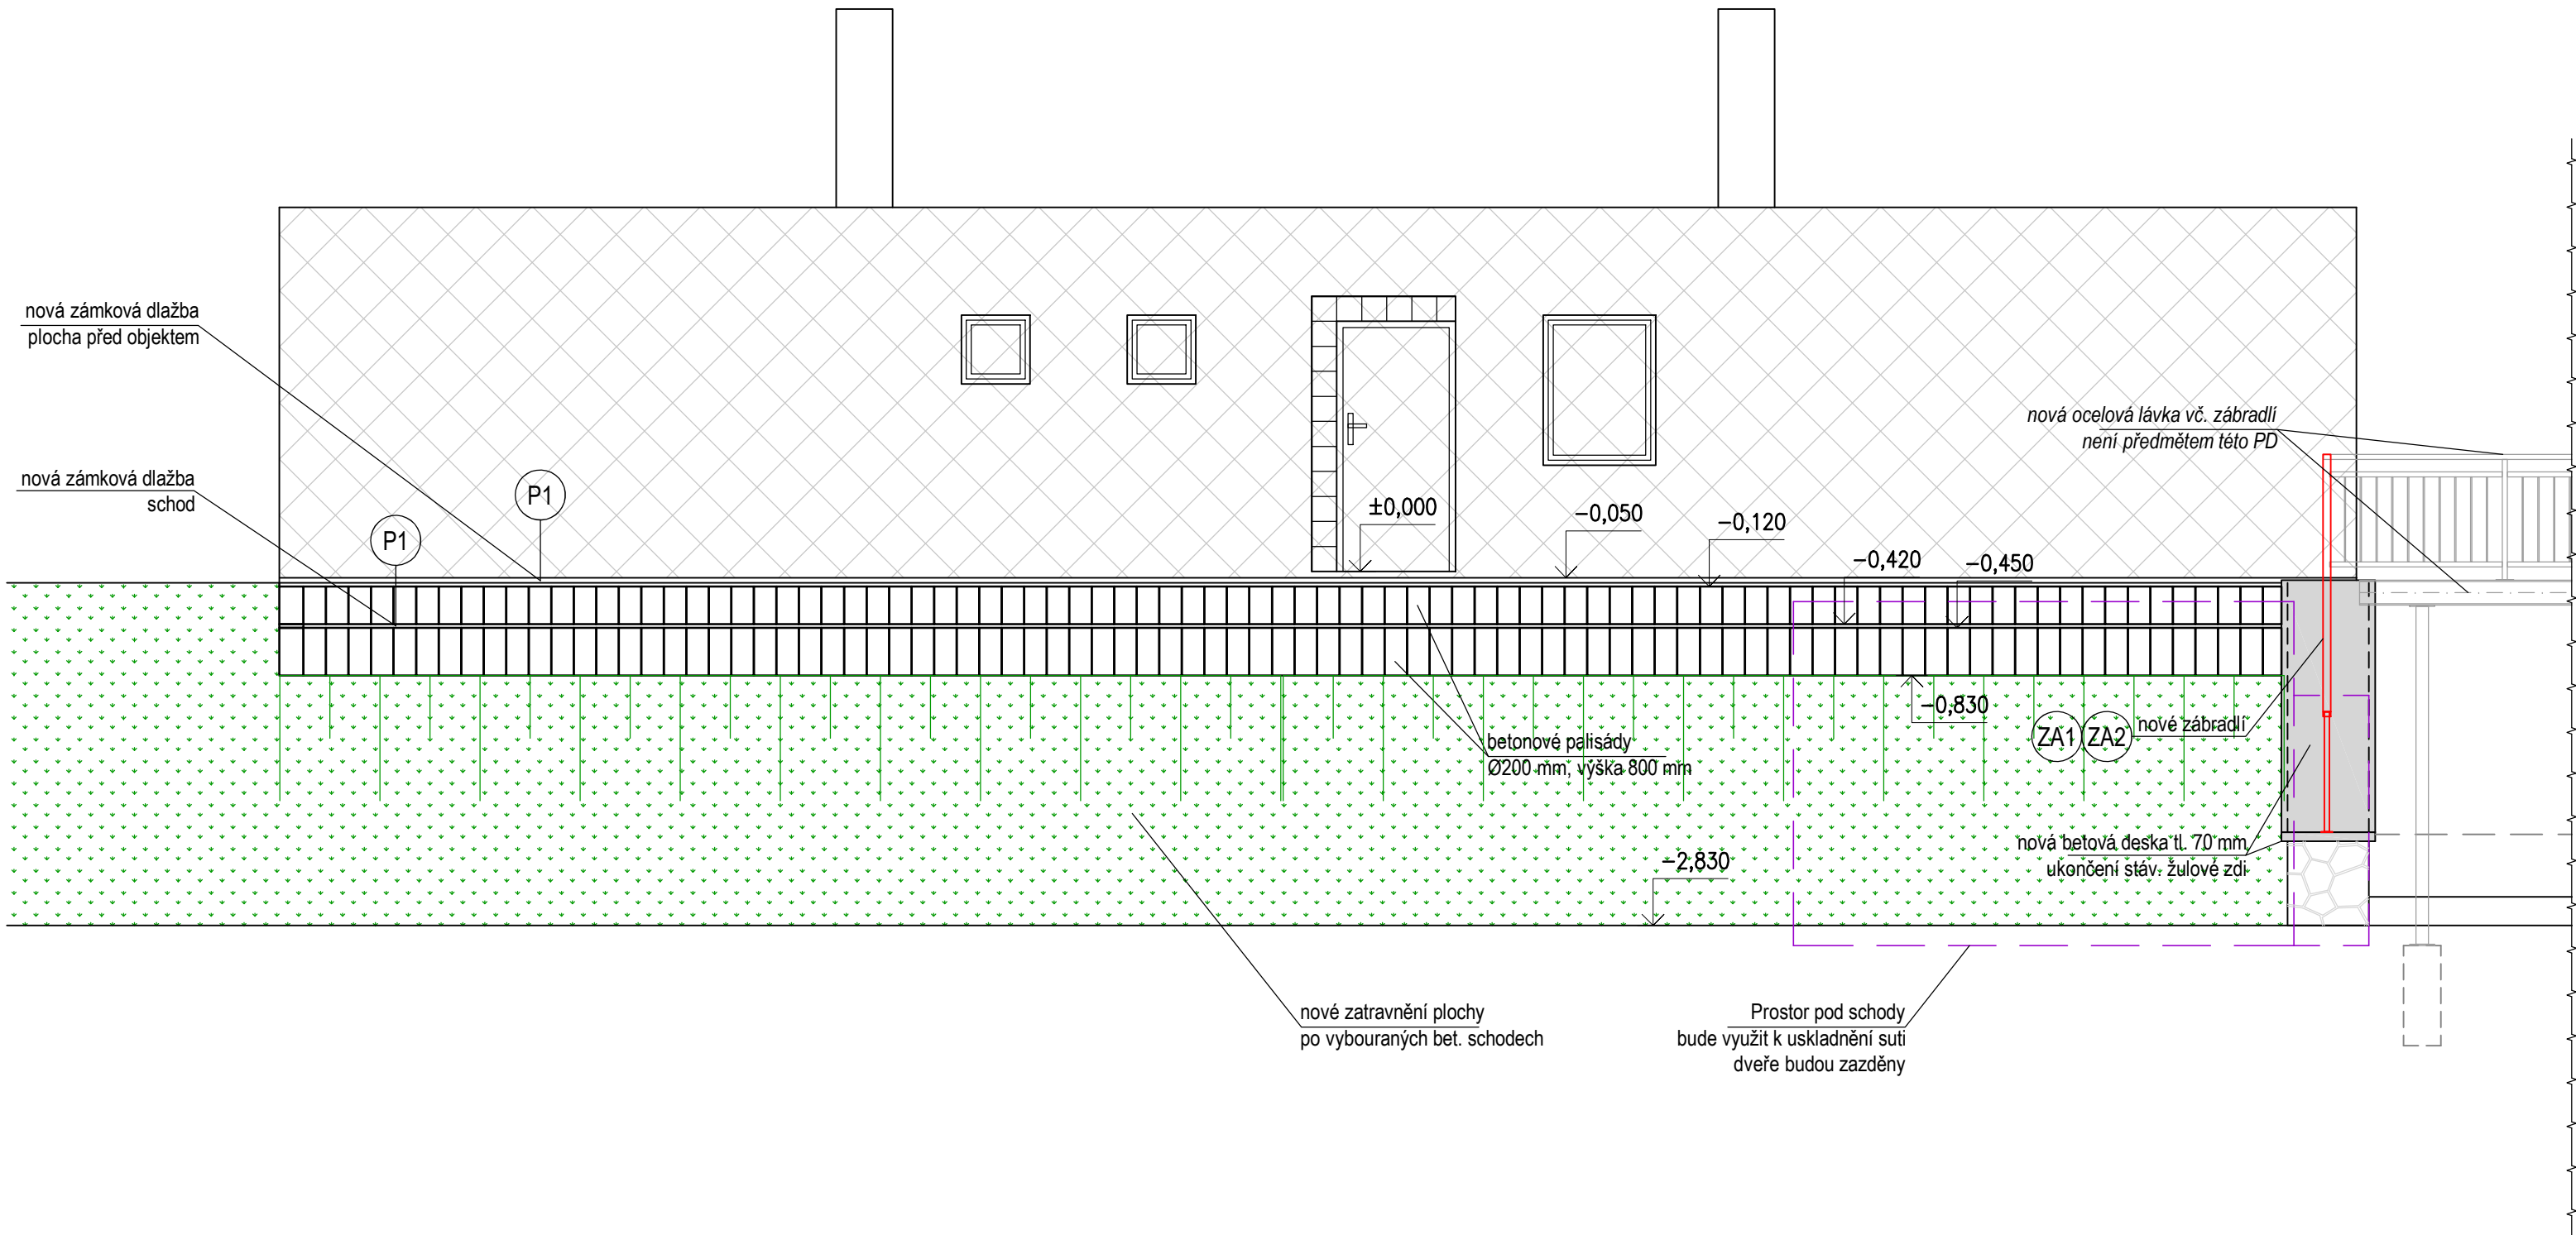 nová zámková dlažba
plocha před objektem
nová zámková dlažba
schod
P1
P1
±0,000
-0,050
-0,120
-0,420
-0,450
nová ocelová lávka vč. zábradlí
není předmětem této PD
-0,830
ZA1
ZA2
nové zábradlí
betonové palisády
Ø200 mm, výška 800 mm
nová betová deska tl. 70 mm
ukončení stáv. žulové zdi
-2,830
nové zatravnění plochy
po vybouraných bet. schodech
Prostor pod schody
bude využit k uskladnění suti
dveře budou zazděny